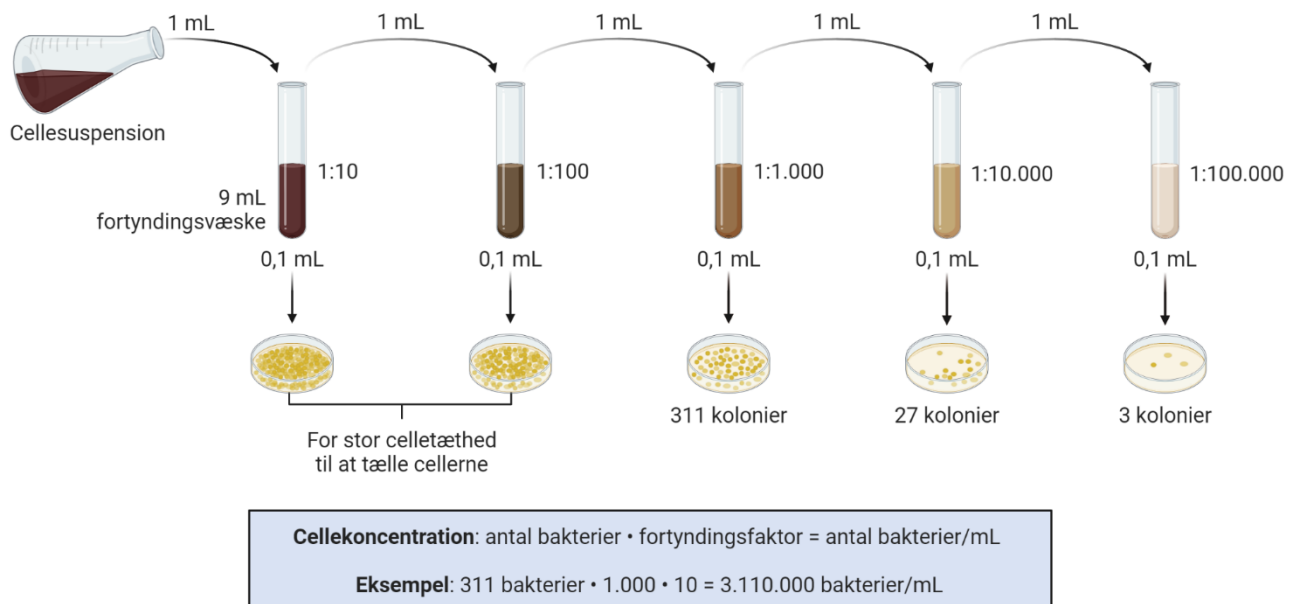 1 mL
1 mL
1 mL
1 mL
1 mL
Cellesuspension
1:10
1:100
1:1.000
1:10.000
1:100.000
9 mL
fortyndingsvæske
0,1 mL
0,1 mL
0,1 mL
0,1 mL
0,1 mL
311 kolonier
27 kolonier
3 kolonier
For stor celletæthed
til at tælle cellerne
Cellekoncentration: antal bakterier • fortyndingsfaktor = antal bakterier/mL
Eksempel: 311 bakterier • 1.000 • 10 = 3.110.000 bakterier/mL